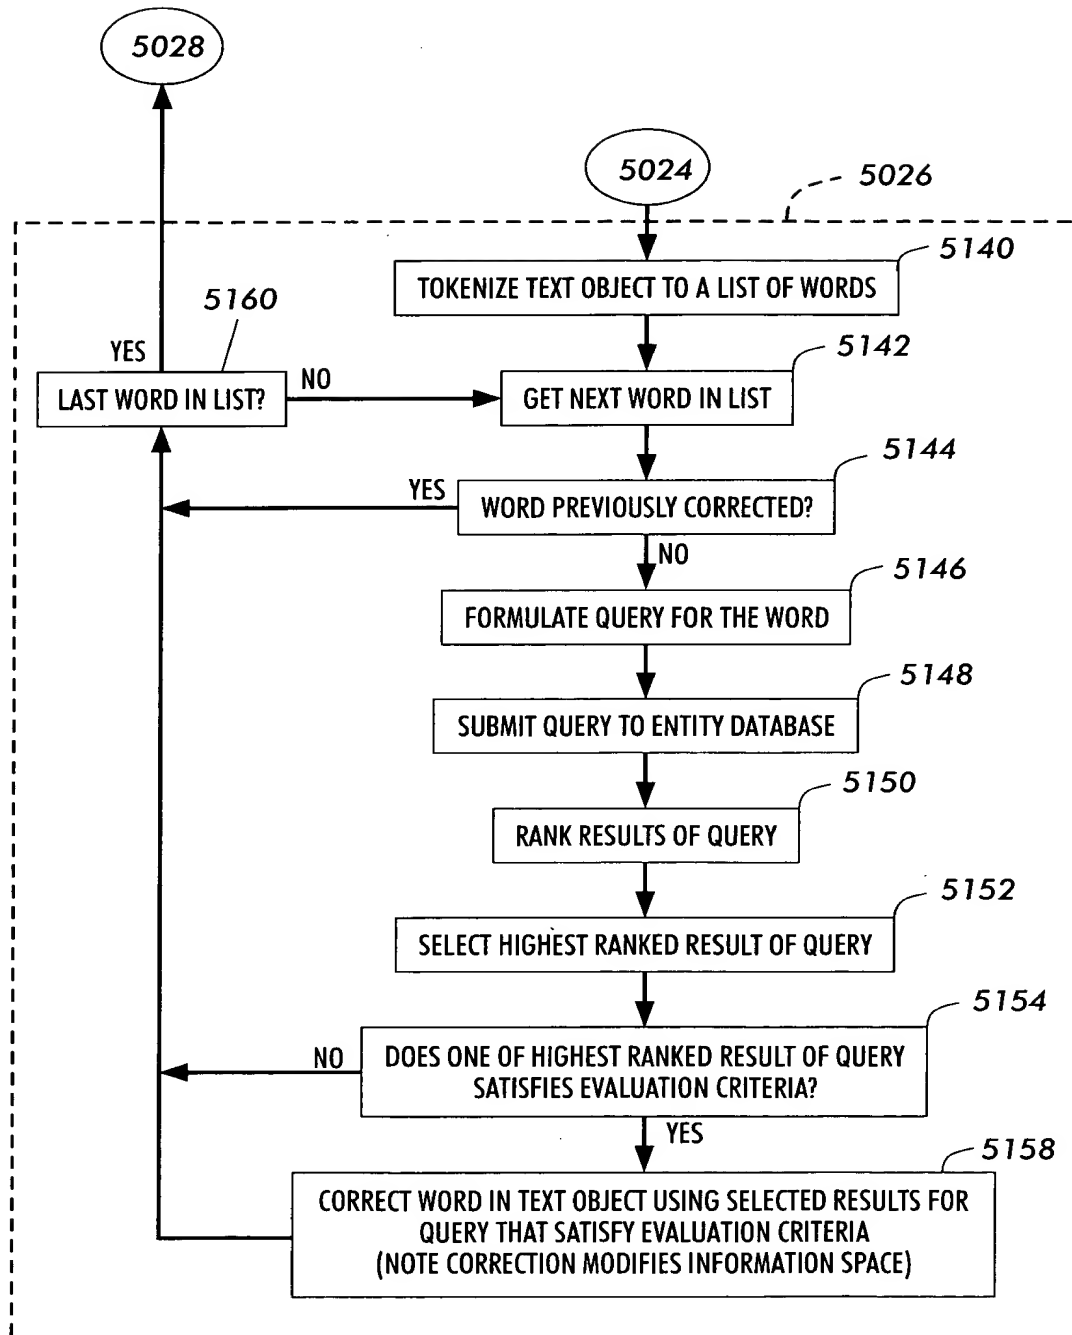 5028
5024
5026
5140
TOKENIZE TEXT OBJECT TO A LIST OF WORDS
5160
5142
YES
LAST WORD IN LIST?
NO
GET NEXT WORD IN LIST
5144
YES
WORD PREVIOUSLY CORRECTED?
NO
5146
FORMULATE QUERY FOR THE WORD
5148
SUBMIT QUERY TO ENTITY DATABASE
5150
RANK RESULTS OF QUERY
5152
SELECT HIGHEST RANKED RESULT OF QUERY
5154
NO
DOES ONE OF HIGHEST RANKED RESULT OF QUERY
SATISFIES EVALUATION CRITERIA?
YES
5158
CORRECT WORD IN TEXT OBJECT USING SELECTED RESULTS FOR
QUERY THAT SATISFY EVALUATION CRITERIA
(NOTE CORRECTION MODIFIES INFORMATION SPACE)